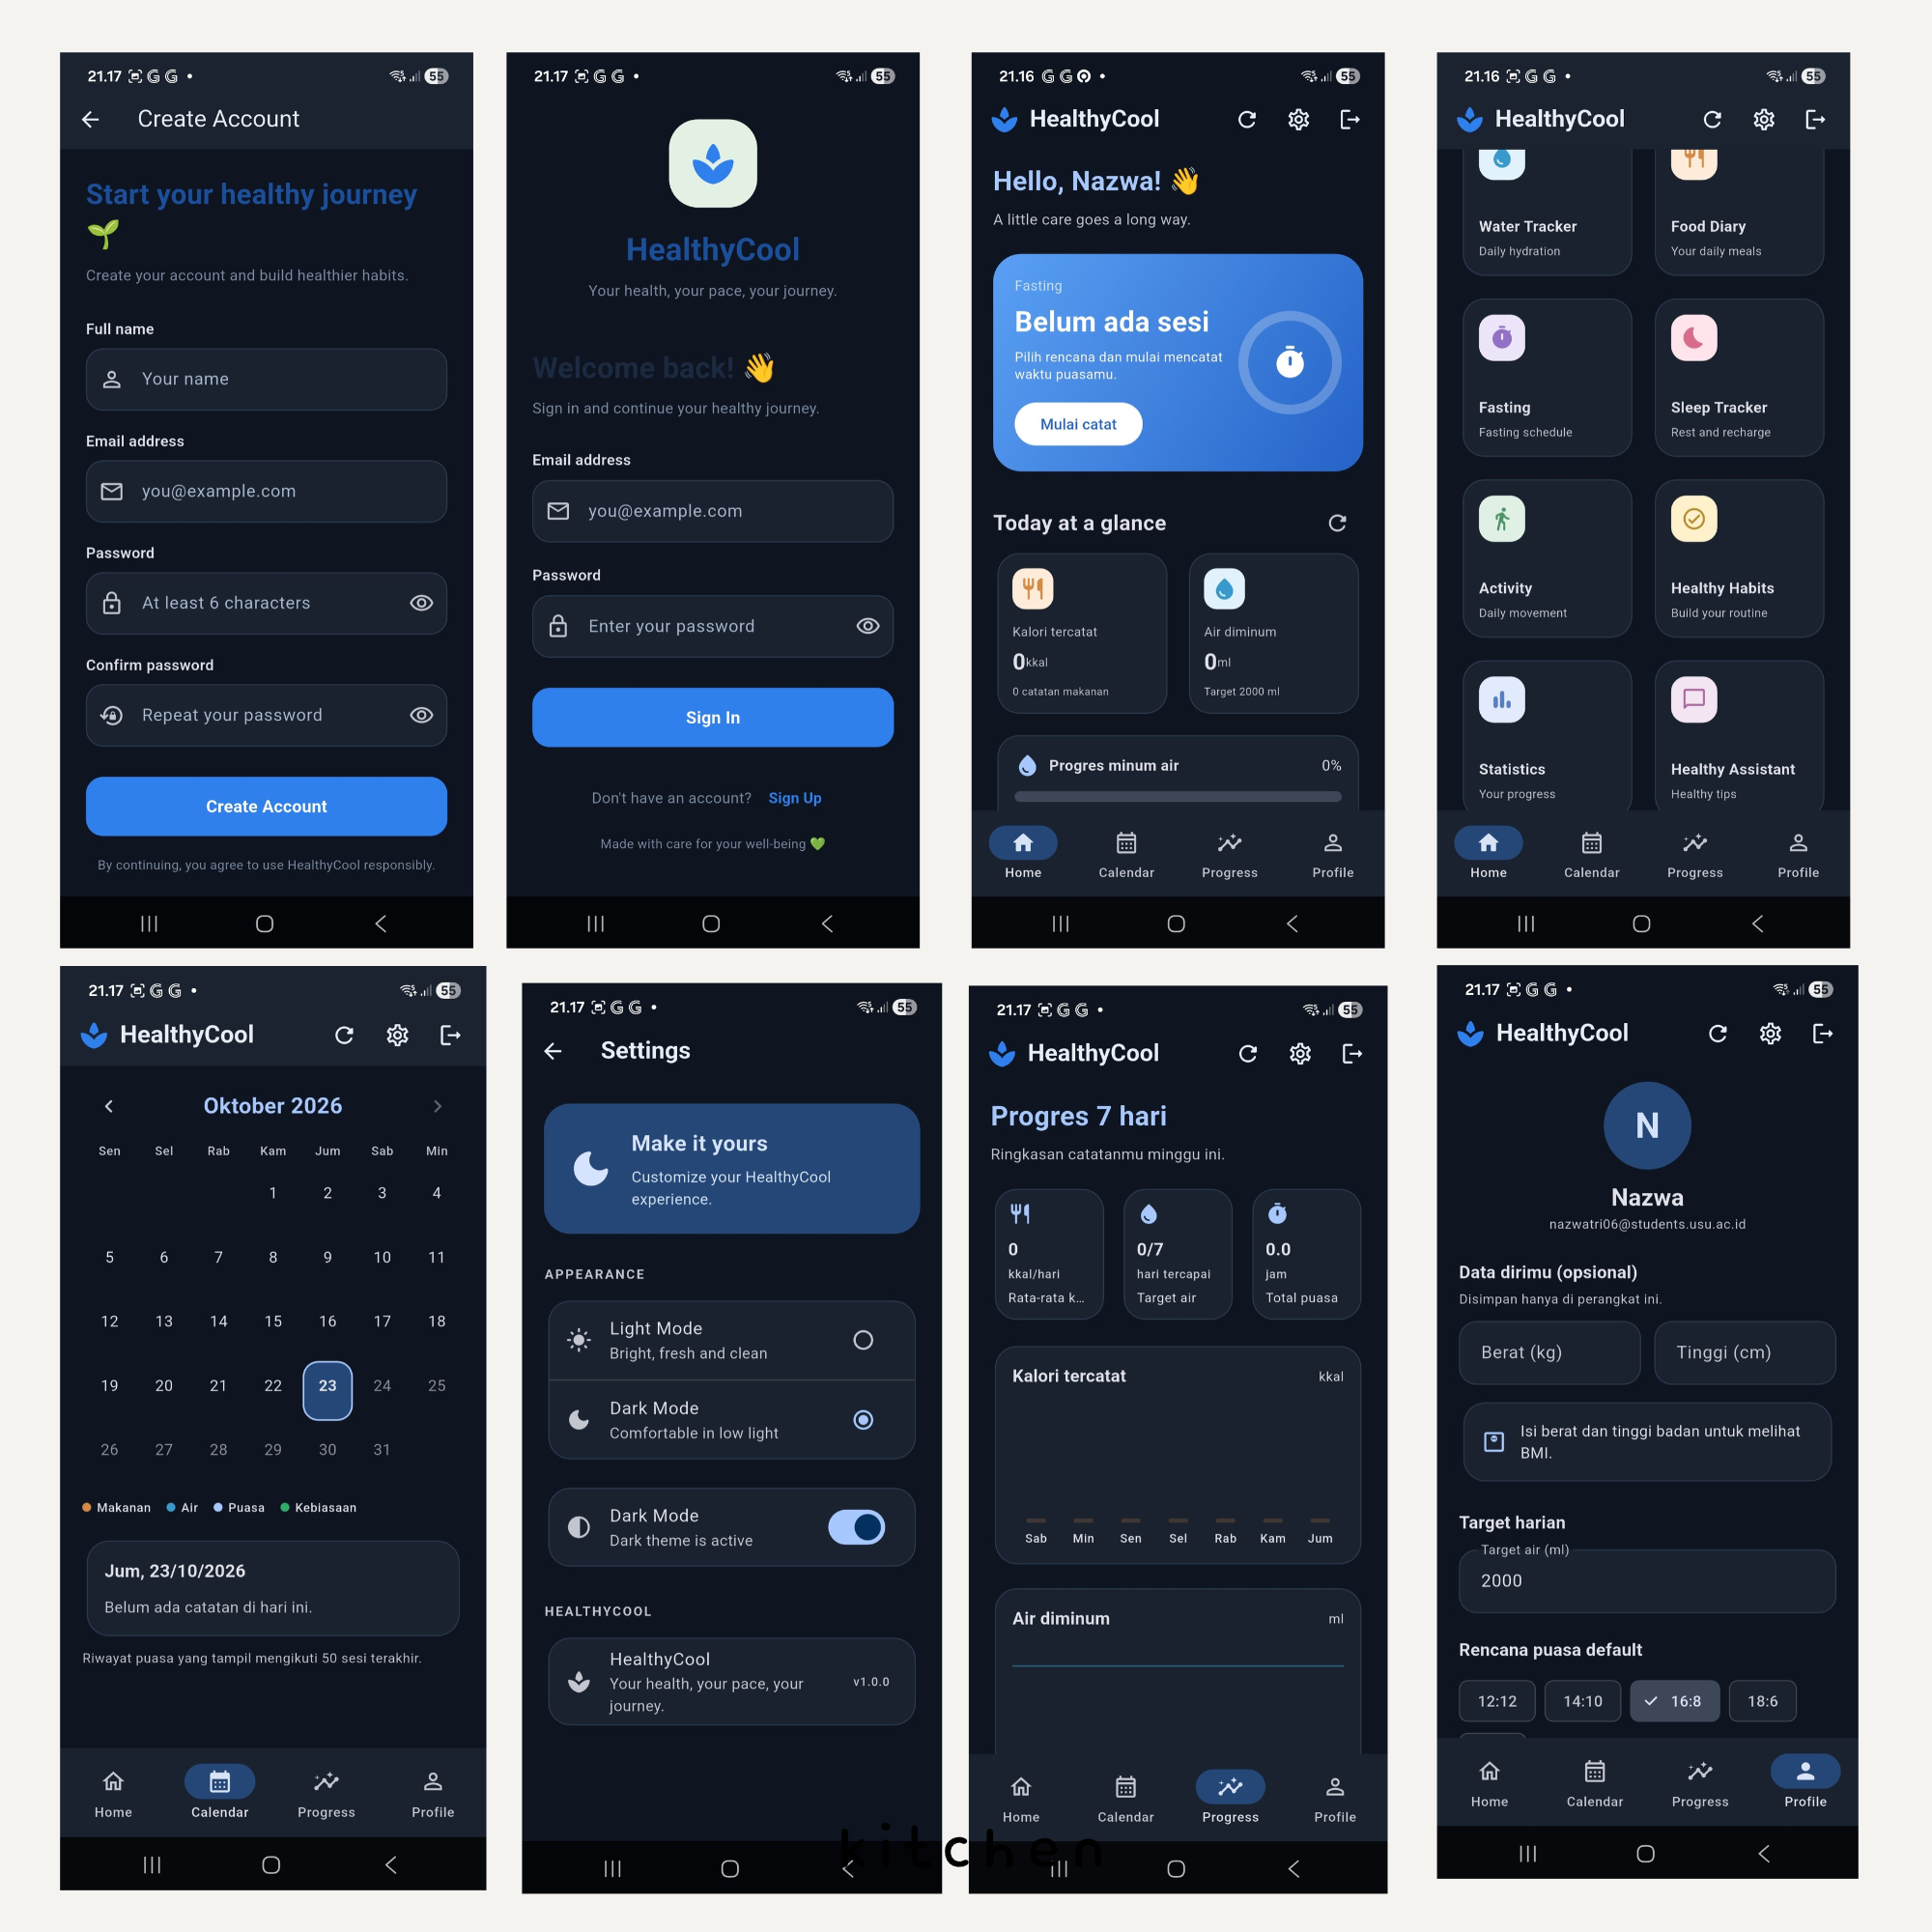 21.17
Create Account
Start your healthy journey
🌱
Create your account and build healthier habits.
Full name
Your name
Email address
you@example.com
Password
At least 6 characters
Confirm password
Repeat your password
Create Account
By continuing, you agree to use HealthyCool responsibly.
21.17
55
HealthyCool
Your health, your pace, your journey.
Welcome back! 👋
Sign in and continue your healthy journey.
Email address
you@example.com
Password
Enter your password
Sign In
Don't have an account? Sign Up
Made with care for your well-being 💚
21.16
55
HealthyCool
Hello, Nazwa! 👋
A little care goes a long way.
Fasting
Belum ada sesi
Pilih rencana dan mulai mencatat
waktu puasamu.
Mulai catat
Today at a glance
Kalori tercatat
0kkal
0 catatan makanan
Air diminum
0ml
Target 2000 ml
Progres minum air 0%
Home Calendar Progress Profile
21.16
55
HealthyCool
Water Tracker
Daily hydration
Food Diary
Your daily meals
Fasting
Fasting schedule
Sleep Tracker
Rest and recharge
Activity
Daily movement
Healthy Habits
Build your routine
Statistics
Your progress
Healthy Assistant
Healthy tips
Home Calendar Progress Profile
21.17
55
HealthyCool
Oktober 2026
Sen Sel Rab Kam Jum Sab Min
1 2 3 4
5 6 7 8 9 10 11
12 13 14 15 16 17 18
19 20 21 22 23 24 25
26 27 28 29 30 31
Makanan Air Puasa Kebiasaan
Jum, 23/10/2026
Belum ada catatan di hari ini.
Riwayat puasa yang tampil mengikuti 50 sesi terakhir.
Home Calendar Progress Profile
21.17
55
Settings
Make it yours
Customize your HealthyCool
experience.
APPEARANCE
Light Mode
Bright, fresh and clean
Dark Mode
Comfortable in low light
Dark Mode
Dark theme is active
HEALTHYCOOL
HealthyCool
Your health, your pace, your
journey.
v1.0.0
21.17
55
HealthyCool
Progres 7 hari
Ringkasan catatanmu minggu ini.
0
kkal/hari
Rata-rata k...
0/7
hari tercapai
Target air
0.0
jam
Total puasa
Kalori tercatat kkal
Sab Min Sen Sel Rab Kam Jum
Air diminum ml
Home Calendar Progress Profile
21.17
55
HealthyCool
N
Nazwa
nazwatri06@students.usu.ac.id
Data dirimu (opsional)
Disimpan hanya di perangkat ini.
Berat (kg) Tinggi (cm)
Isi berat dan tinggi badan untuk melihat
BMI.
Target harian
Target air (ml)
2000
Rencana puasa default
12:12 14:10 16:8 18:6
Home Calendar Progress Profile
kitchen